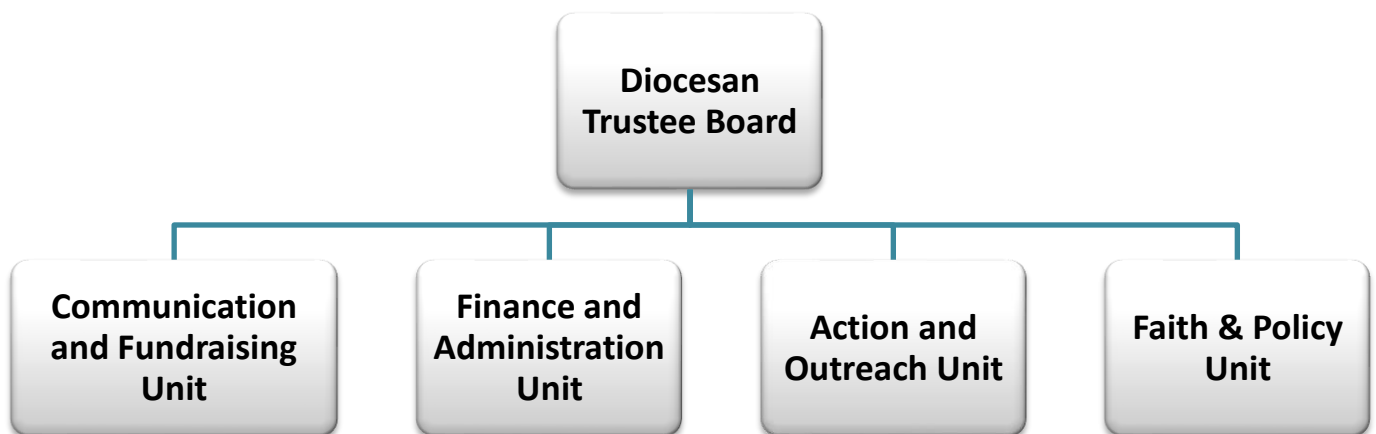 Diocesan
Trustee Board
Communication
and Fundraising
Unit
Finance and
Administration
Unit
Action and
Outreach Unit
Faith & Policy
Unit